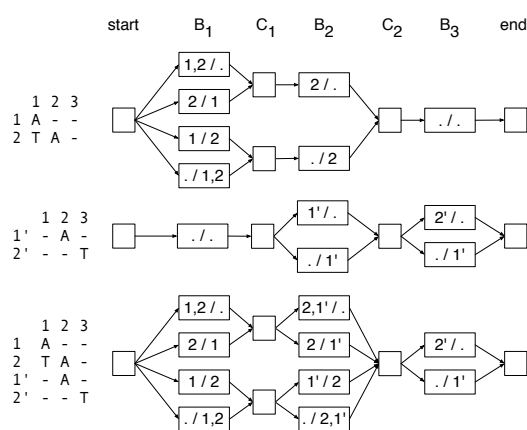 start B1 C1 B2 C2 B3 end
1,2 / .
2 / 1 2 / .
1 2 3
1 A - -
2 T A -
. / .
1 / 2 . / 2
. / 1,2
1 2 3
1' - A -
2' - - T
. / .
1' / . 2' / .
. / 1' . / 1'
1,2 / . 2,1' / .
2 / 1 2 / 1' 2' / .
1 2 3
1 A - -
2 T A -
1' - A -
2' - - T
1 / 2 1' / 2 . / 1'
. / 1,2 . / 2,1'